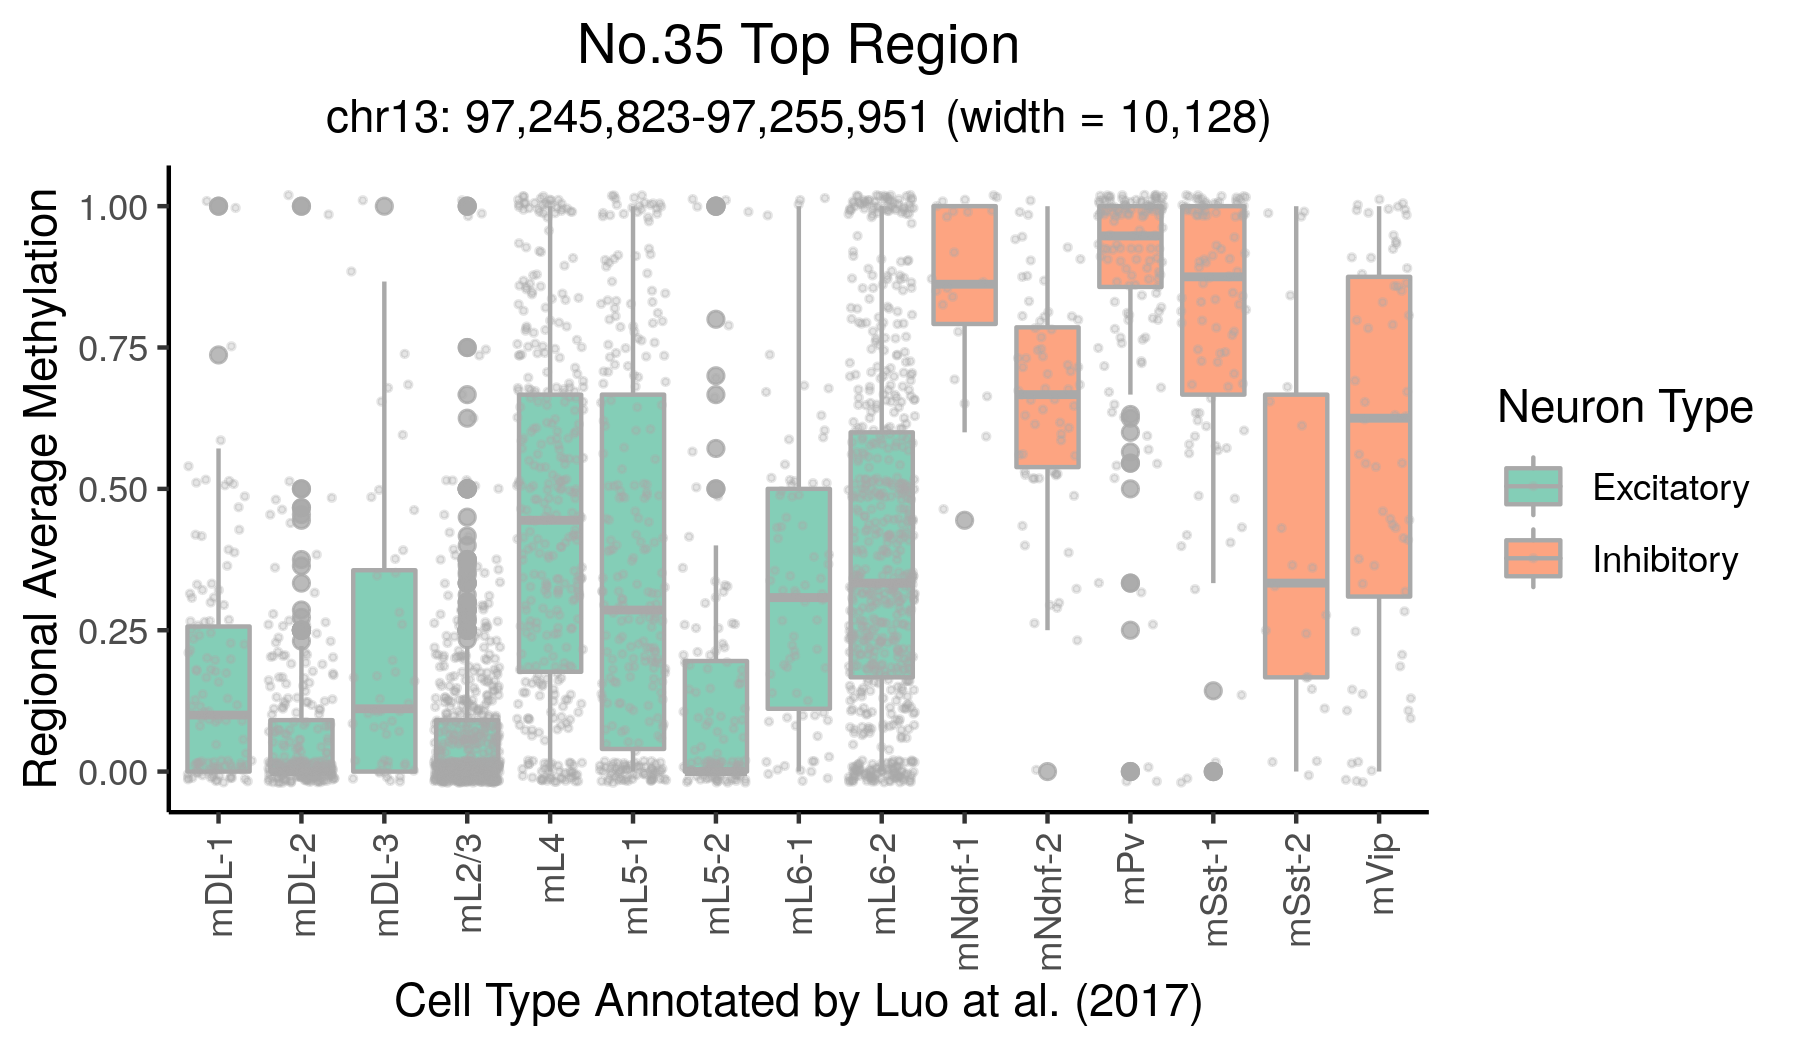 No.35 Top Region
chr13: 97,245,823-97,255,951 (width = 10,128)
Regional Average Methylation
1.00
0.75
0.50
0.25
0.00
mDL-1
mDL-2
mDL-3
mL2/3
mL4
mL5-1
mL5-2
mL6-1
mL6-2
mNdnf-1
mNdnf-2
mPv
mSst-1
mSst-2
mVip
Cell Type Annotated by Luo at al. (2017)
Neuron Type
Excitatory
Inhibitory